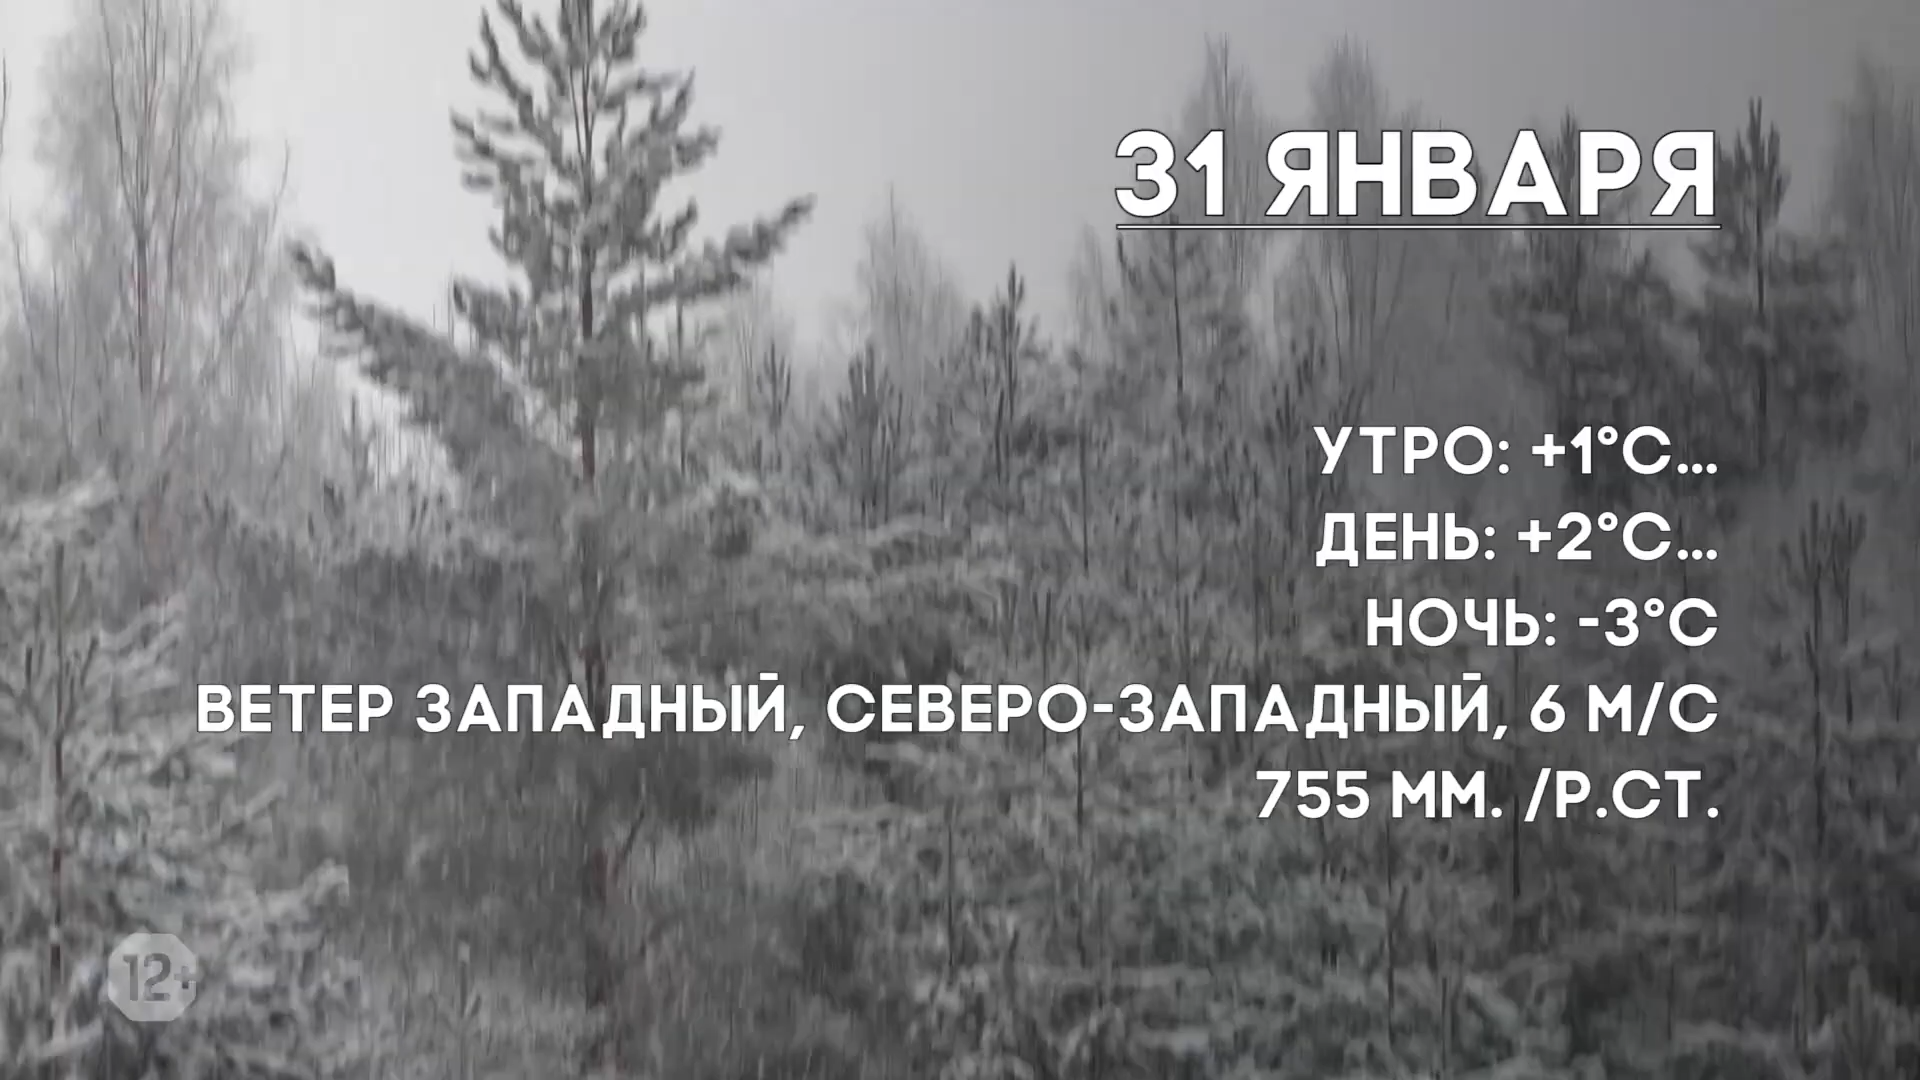 31 ЯНВАРЯ
УТРО: +1°С...
ДЕНЬ: +2°С...
НОЧЬ: -3°С
ВЕТЕР ЗАПАДНЫЙ, СЕВЕРО-ЗАПАДНЫЙ, 6 М/С
755 ММ. /Р.СТ.
12+